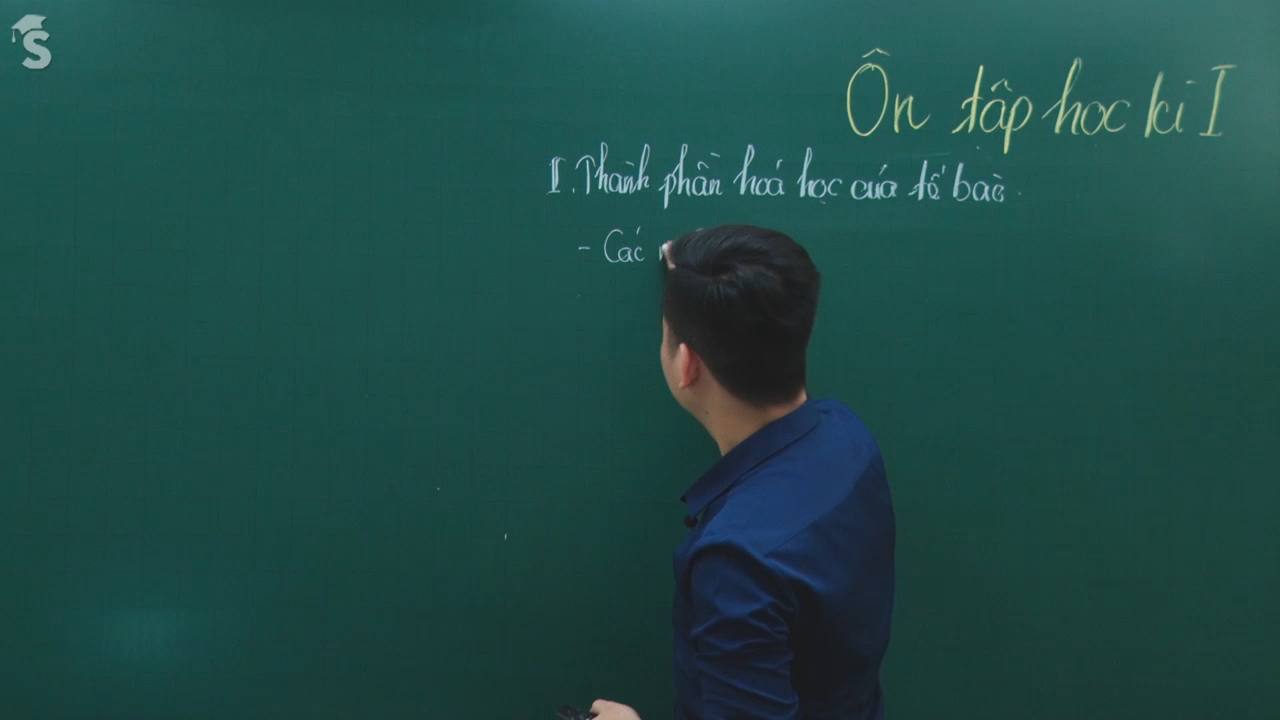 Ôn tập học kì I
I. Thành phần hoá học của tế bào
- Các